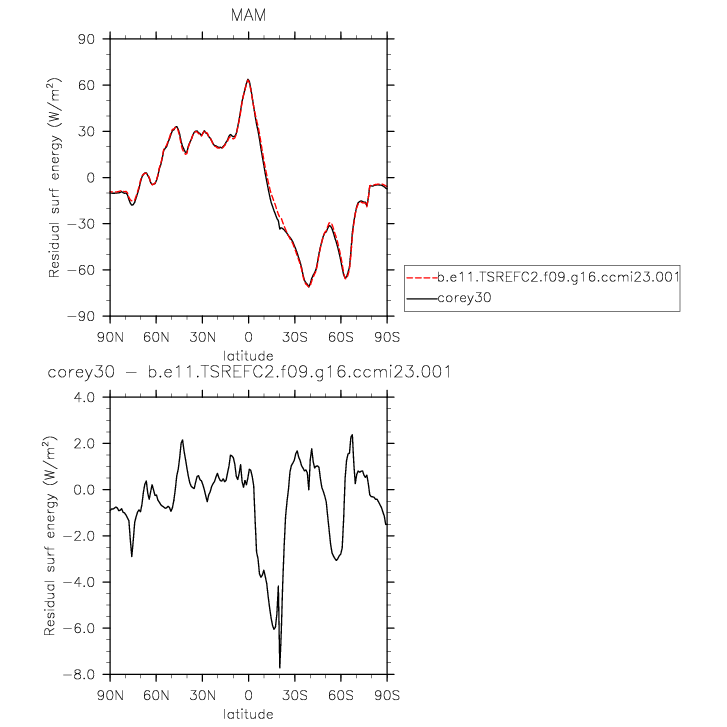 MAM
90
60
30
0
−30
−60
−90
Residual surf energy (W/m²)
90N 60N 30N 0 30S 60S 90S
latitude
b.e11.TSREFC2.f09.g16.ccmi23.001
corey30
corey30 − b.e11.TSREFC2.f09.g16.ccmi23.001
4.0
2.0
0.0
−2.0
−4.0
−6.0
−8.0
Residual surf energy (W/m²)
90N 60N 30N 0 30S 60S 90S
latitude